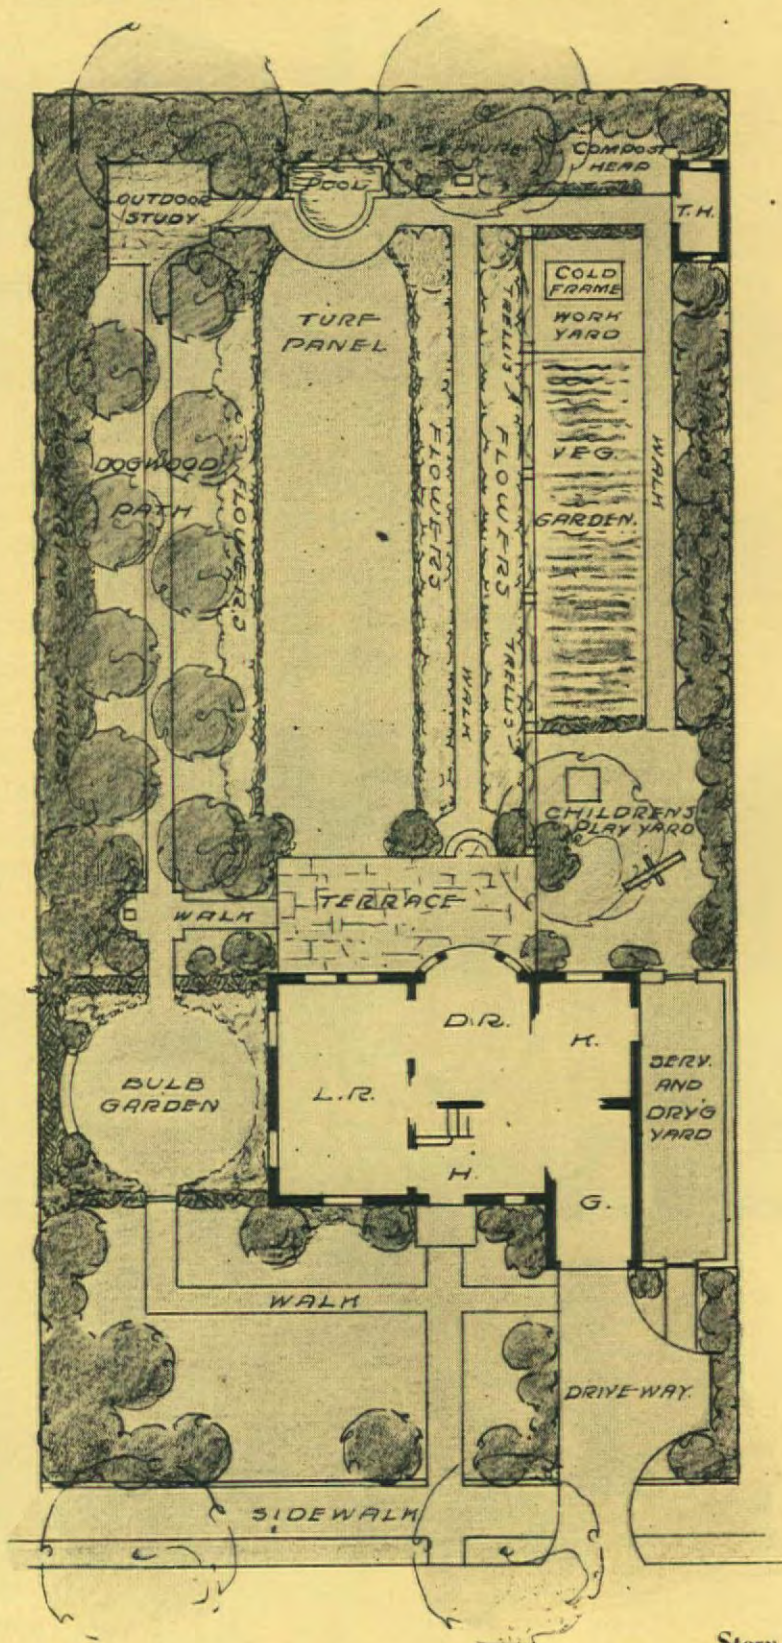 POOL
FEATURE
COMPOST
HEAP
OUTDOOR
STUDY.
T.H.
COLD
FRAME
WORK
YARD
TURF
PANEL
TRELLIS
FLOWERS
FLOWERS
FLOWERS
TRELLIS
VEG.
GARDEN.
WALK
DOGWOOD
PATH
FLOWERING SHRUBS
WALK
CHILDREN'S
PLAY YARD
TERRACE
WALK
D.R.
K.
L.R.
SERV.
AND
DRY'G
YARD
BULB
GARDEN
H.
G.
WALK
DRIVE-WAY.
SIDEWALK